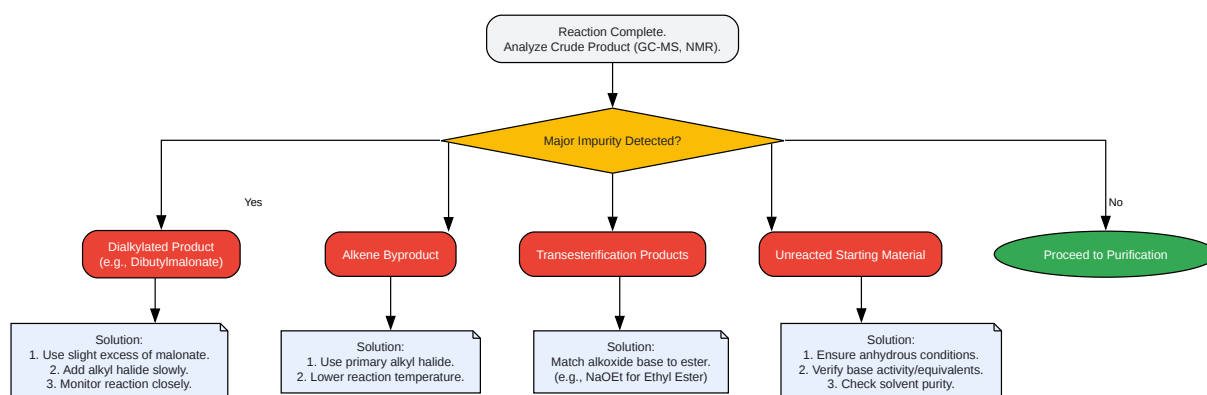 Reaction Complete.
Analyze Crude Product (GC-MS, NMR).
Major Impurity Detected?
Yes
No
Dialkylated Product
(e.g., Dibutylmalonate)
Alkene Byproduct
Transesterification Products
Unreacted Starting Material
Proceed to Purification
Solution:
1. Use slight excess of malonate.
2. Add alkyl halide slowly.
3. Monitor reaction closely.
Solution:
1. Use primary alkyl halide.
2. Lower reaction temperature.
Solution:
Match alkoxide base to ester.
(e.g., NaOEt for Ethyl Ester)
Solution:
1. Ensure anhydrous conditions.
2. Verify base activity/equivalents.
3. Check solvent purity.